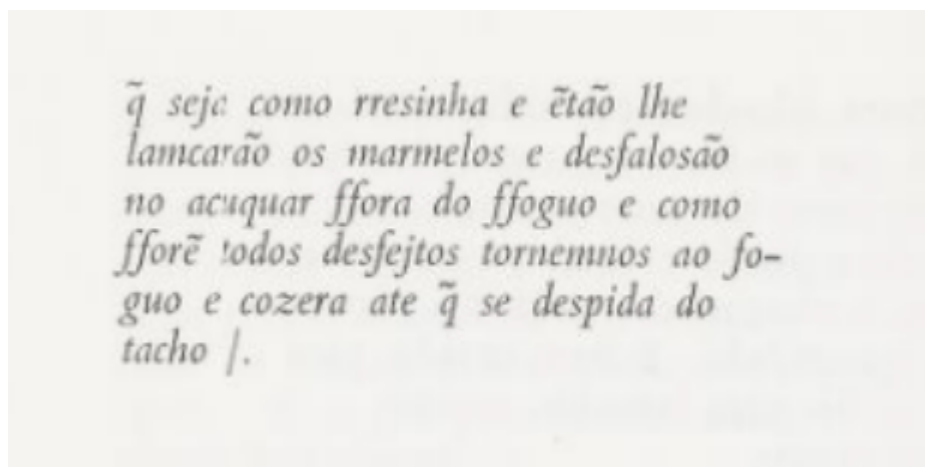 q̃ seja como rresinha e ẽtão lhe
lamcarão os marmelos e desfalosão
no acuquar ffora do ffoguo e como
fforẽ todos desfejtos tornemnos ao fo-
guo e cozera ate q̃ se despida do
tacho /.